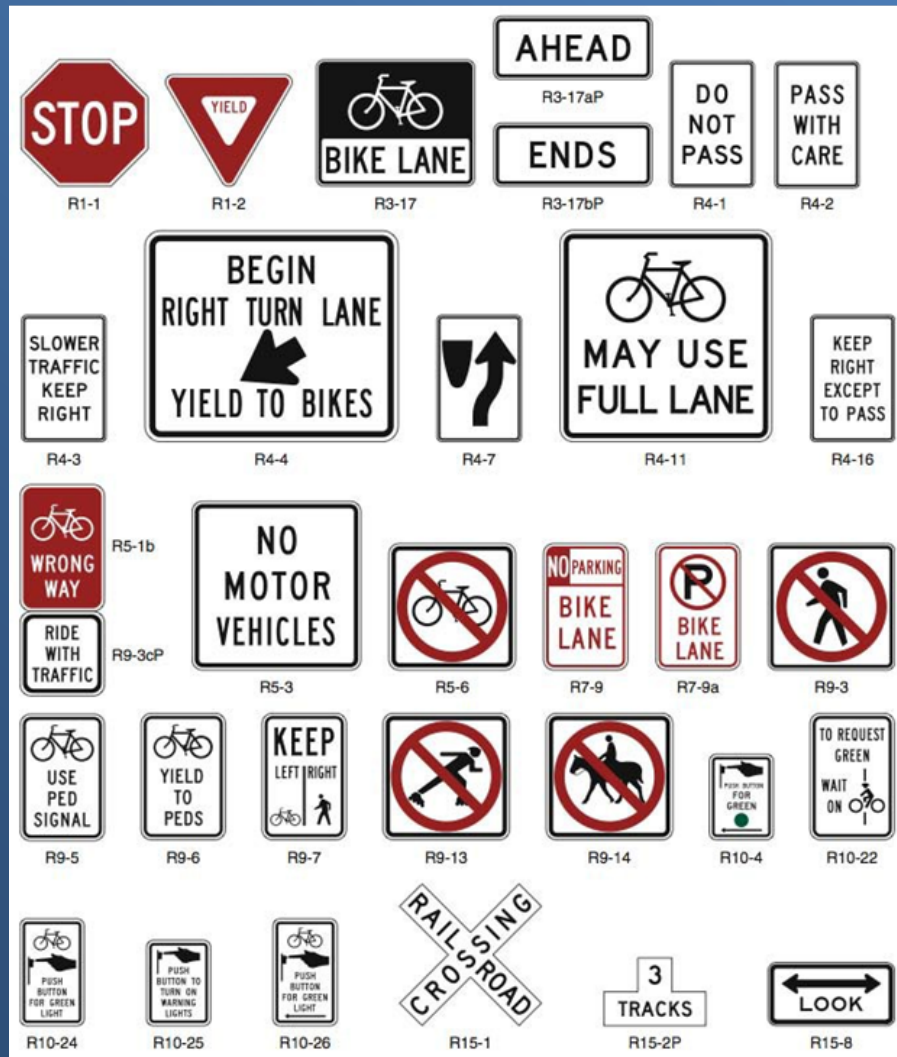 STOP
R1-1
YIELD
R1-2
BIKE LANE
R3-17
AHEAD
R3-17aP
ENDS
R3-17bP
DO
NOT
PASS
R4-1
PASS
WITH
CARE
R4-2
SLOWER
TRAFFIC
KEEP
RIGHT
R4-3
BEGIN
RIGHT TURN LANE
YIELD TO BIKES
R4-4
R4-7
MAY USE
FULL LANE
R4-11
KEEP
RIGHT
EXCEPT
TO PASS
R4-16
WRONG
WAY
R5-1b
RIDE
WITH
TRAFFIC
R9-3cP
NO
MOTOR
VEHICLES
R5-3
R5-6
NO PARKING
BIKE
LANE
R7-9
P
BIKE
LANE
R7-9a
R9-3
USE
PED
SIGNAL
R9-5
YIELD
TO
PEDS
R9-6
KEEP
LEFT RIGHT
R9-7
R9-13
R9-14
PUSH BUTTON
FOR
GREEN
R10-4
TO REQUEST
GREEN
WAIT
ON
R10-22
PUSH
BUTTON
FOR GREEN
LIGHT
R10-24
PUSH
BUTTON TO
TURN ON
WARNING
LIGHTS
R10-25
PUSH
BUTTON
FOR GREEN
LIGHT
R10-26
RAILROAD
CROSSING
R15-1
3
TRACKS
R15-2P
LOOK
R15-8